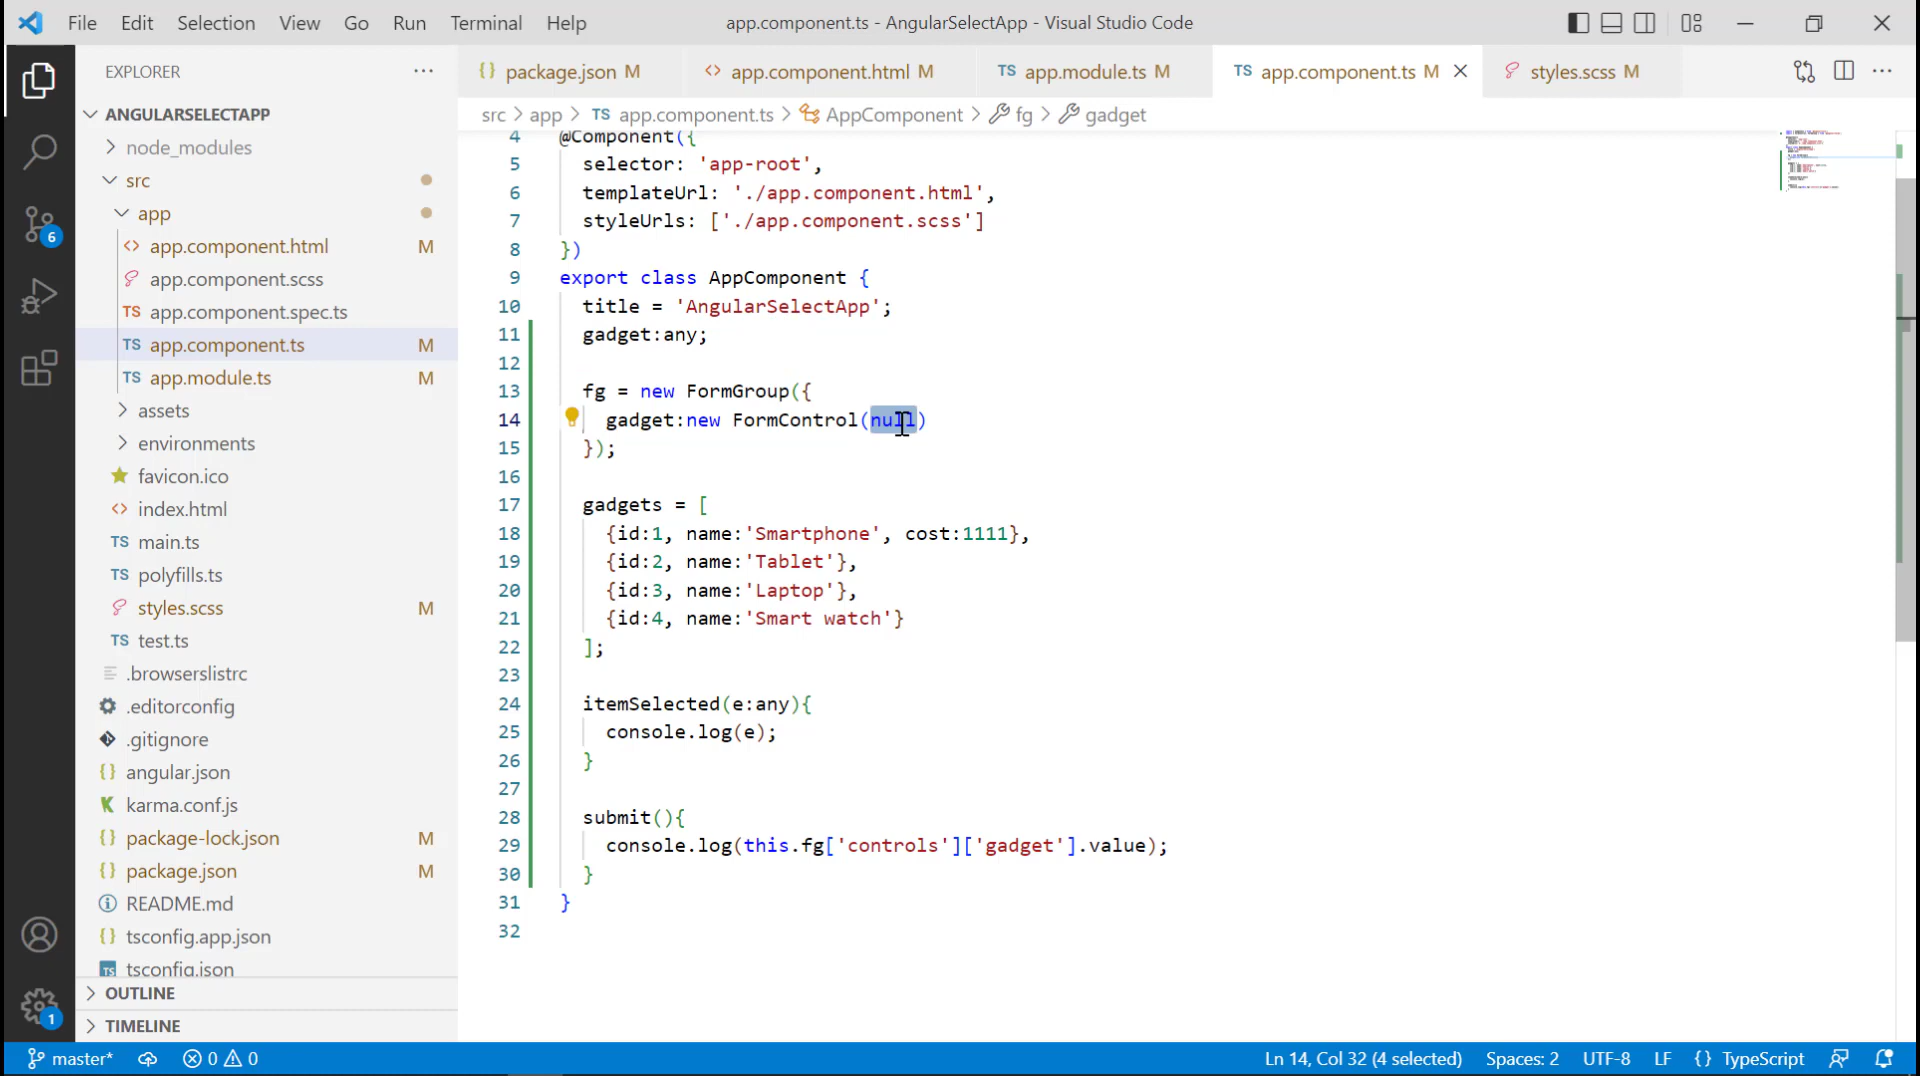 File Edit Selection View Go Run Terminal Help app.component.ts - AngularSelectApp - Visual Studio Code
EXPLORER
ANGULARSELECTAPP
node_modules
src
app
app.component.html M
app.component.scss
app.component.spec.ts
app.component.ts M
app.module.ts M
assets
environments
favicon.ico
index.html
main.ts
polyfills.ts
styles.scss M
test.ts
.browserslistrc
.editorconfig
.gitignore
angular.json
karma.conf.js
package-lock.json M
package.json M
README.md
tsconfig.app.json
tsconfig.json
OUTLINE
TIMELINE
6
1
{} package.json M <> app.component.html M TS app.module.ts M TS app.component.ts M styles.scss M
src > app > TS app.component.ts > AppComponent > fg > gadget
4 @Component({
5 selector: 'app-root',
6 templateUrl: './app.component.html',
7 styleUrls: ['./app.component.scss']
8 })
9 export class AppComponent {
10 title = 'AngularSelectApp';
11 gadget:any;
12
13 fg = new FormGroup({
14 gadget:new FormControl(null)
15 });
16
17 gadgets = [
18 {id:1, name:'Smartphone', cost:1111},
19 {id:2, name:'Tablet'},
20 {id:3, name:'Laptop'},
21 {id:4, name:'Smart watch'}
22 ];
23
24 itemSelected(e:any){
25 console.log(e);
26 }
27
28 submit(){
29 console.log(this.fg['controls']['gadget'].value);
30 }
31 }
32
master* 0 0 Ln 14, Col 32 (4 selected) Spaces: 2 UTF-8 LF {} TypeScript